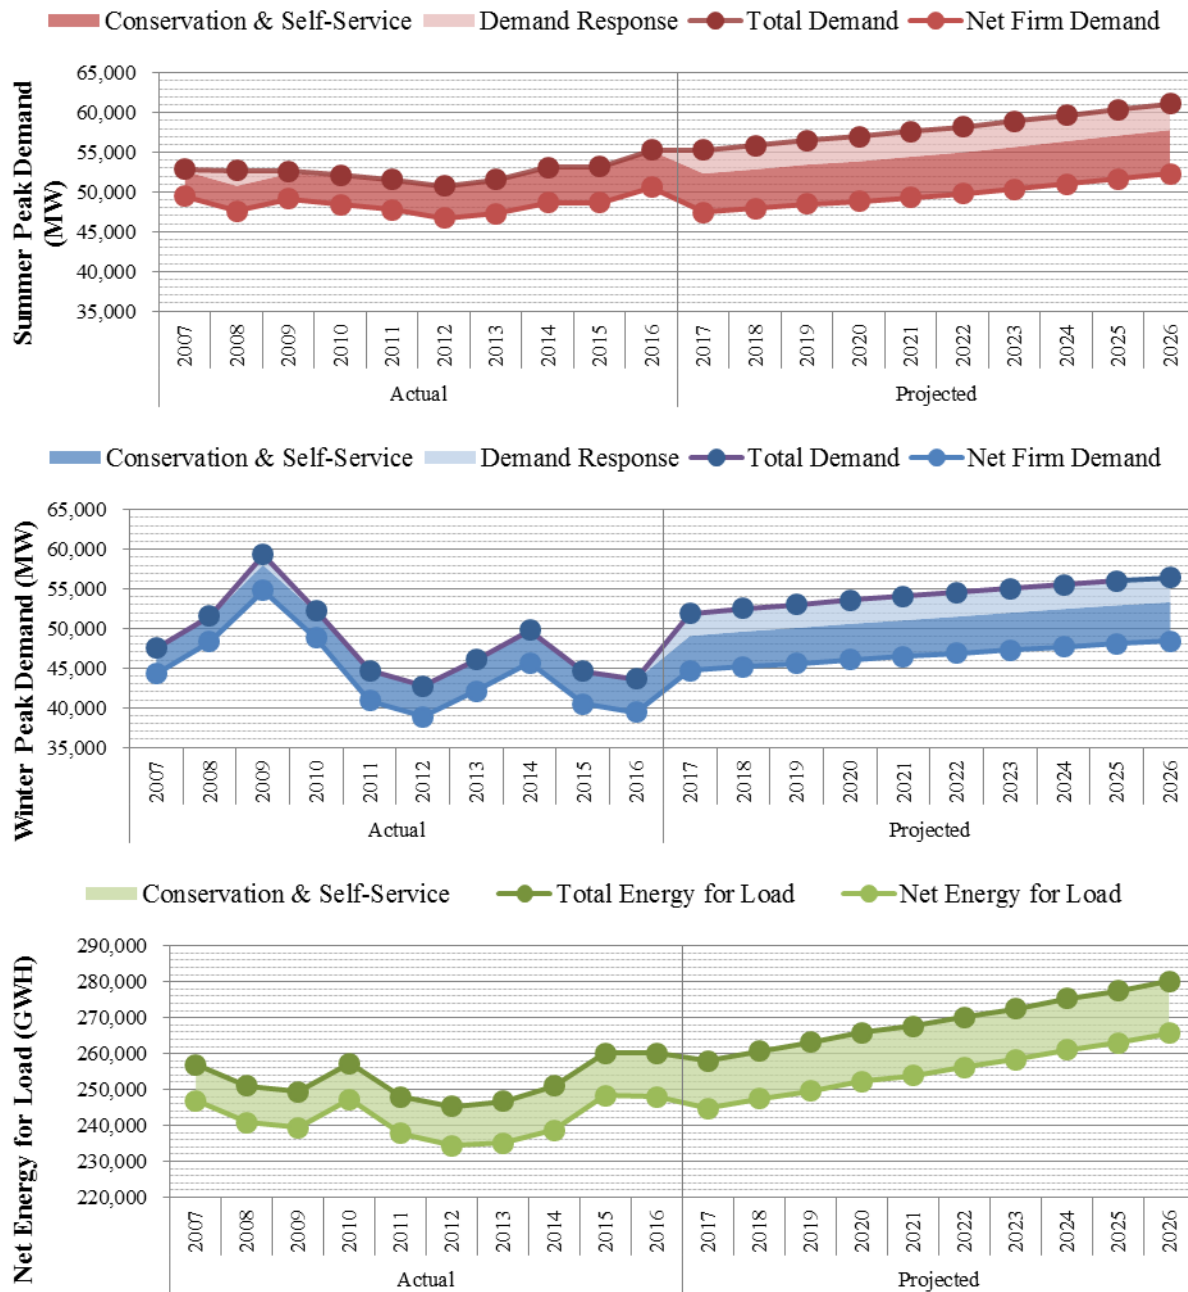 Conservation & Self-Service Demand Response Total Demand Net Firm Demand
Summer Peak Demand
(MW)
65,000
60,000
55,000
50,000
45,000
40,000
35,000
2007 2008 2009 2010 2011 2012 2013 2014 2015 2016 2017 2018 2019 2020 2021 2022 2023 2024 2025 2026
Actual Projected
Conservation & Self-Service Demand Response Total Demand Net Firm Demand
Winter Peak Demand (MW)
65,000
60,000
55,000
50,000
45,000
40,000
35,000
2007 2008 2009 2010 2011 2012 2013 2014 2015 2016 2017 2018 2019 2020 2021 2022 2023 2024 2025 2026
Actual Projected
Conservation & Self-Service Total Energy for Load Net Energy for Load
Net Energy for Load (GWH)
290,000
280,000
270,000
260,000
250,000
240,000
230,000
220,000
2007 2008 2009 2010 2011 2012 2013 2014 2015 2016 2017 2018 2019 2020 2021 2022 2023 2024 2025 2026
Actual Projected